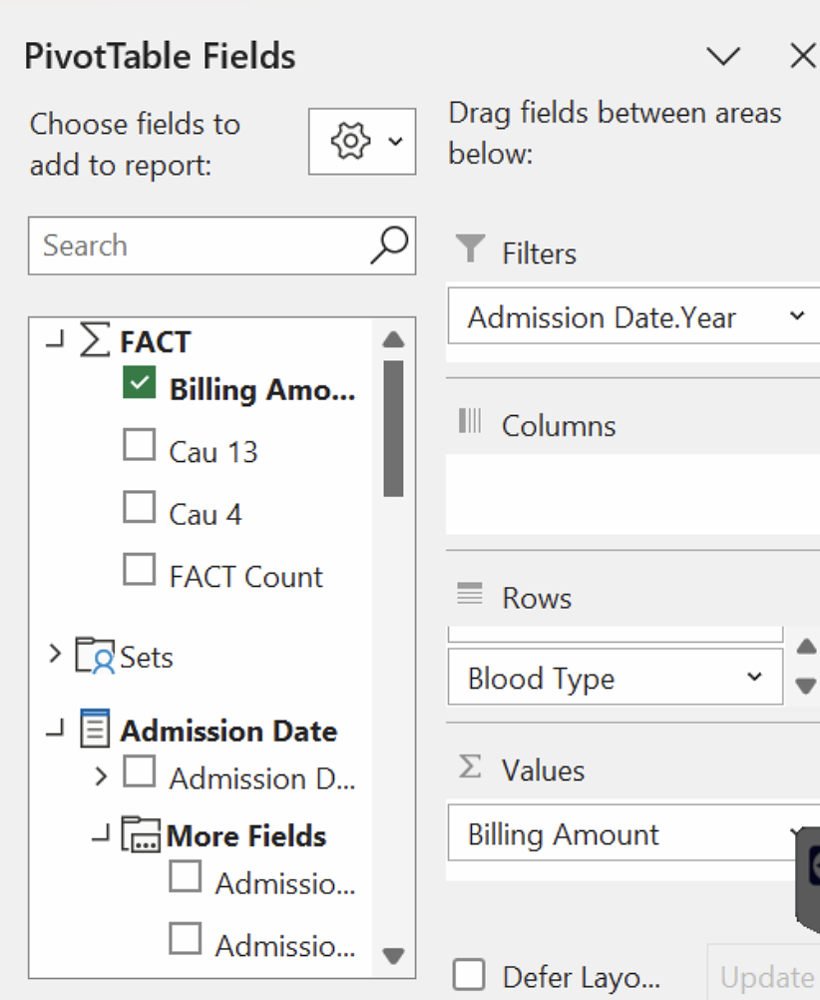 PivotTable Fields
Choose fields to
add to report:
Search
FACT
Billing Amo...
Cau 13
Cau 4
FACT Count
Sets
Admission Date
Admission D...
More Fields
Admissio...
Admissio...
Drag fields between areas
below:
Filters
Admission Date.Year
Columns
Rows
Blood Type
Values
Billing Amount
Defer Layo...
Update